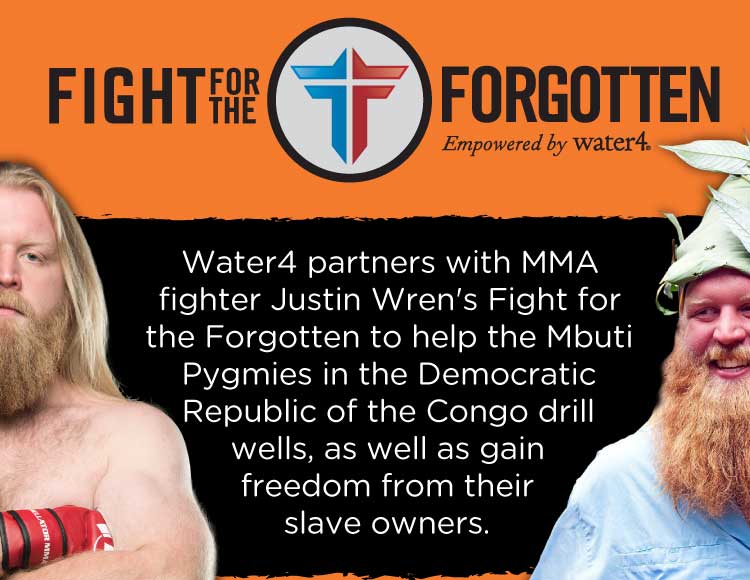 FIGHT FOR THE FORGOTTEN
Empowered by water4®
Water4 partners with MMA
fighter Justin Wren's Fight for
the Forgotten to help the Mbuti
Pygmies in the Democratic
Republic of the Congo drill
wells, as well as gain
freedom from their
slave owners.